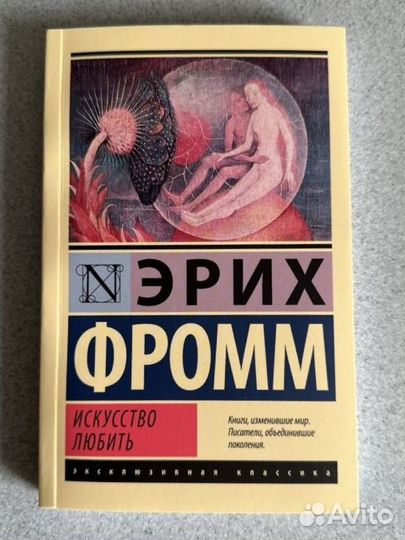 N
ЭРИХ
ФРОММ
ИСКУССТВО
ЛЮБИТЬ
Книги, изменившие мир.
Писатели, объединившие
поколения.
эксклюзивная классика
Avito